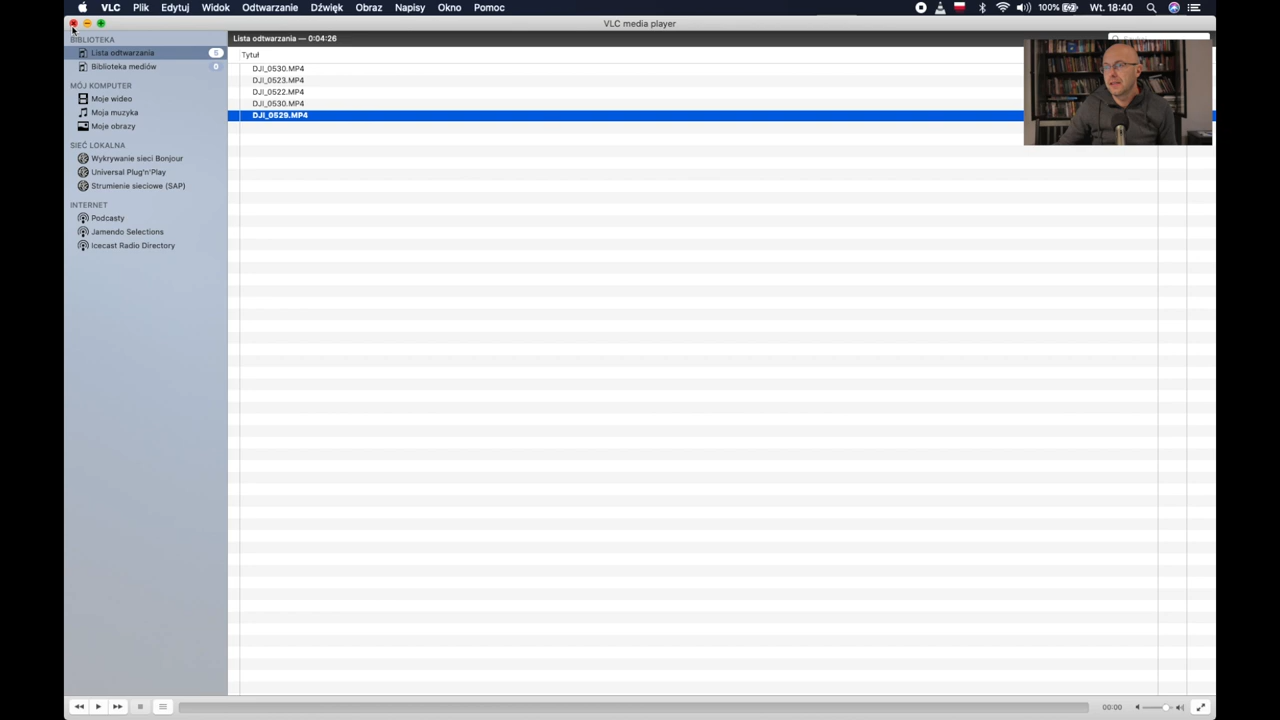 VLC Plik Edytuj Widok Odtwarzanie Dźwięk Obraz Napisy Okno Pomoc 100% Wt. 18:40
VLC media player
BIBLIOTEKA
Lista odtwarzania 5
Biblioteka mediów 0
MÓJ KOMPUTER
Moje wideo
Moja muzyka
Moje obrazy
SIEĆ LOKALNA
Wykrywanie sieci Bonjour
Universal Plug'n'Play
Strumienie sieciowe (SAP)
INTERNET
Podcasty
Jamendo Selections
Icecast Radio Directory
Lista odtwarzania — 0:04:26
Tytuł
DJI_0530.MP4
DJI_0523.MP4
DJI_0522.MP4
DJI_0530.MP4
DJI_0529.MP4
00:00